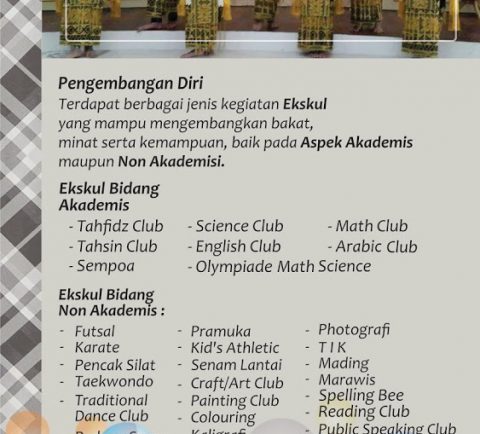 Pengembangan Diri
Terdapat berbagai jenis kegiatan Ekskul
yang mampu mengembangkan bakat,
minat serta kemampuan, baik pada Aspek Akademis
maupun Non Akademisi.
Ekskul Bidang
Akademis
- Tahfidz Club
- Tahsin Club
- Sempoa
- Science Club
- English Club
- Olympiade Math Science
- Math Club
- Arabic Club
Ekskul Bidang
Non Akademis :
- Futsal
- Karate
- Pencak Silat
- Taekwondo
- Traditional
Dance Club
- Pramuka
- Kid's Athletic
- Senam Lantai
- Craft/Art Club
- Painting Club
- Colouring
- Kaligrafi
- Photografi
- T I K
- Mading
- Marawis
- Spelling Bee
- Reading Club
- Public Speaking Club